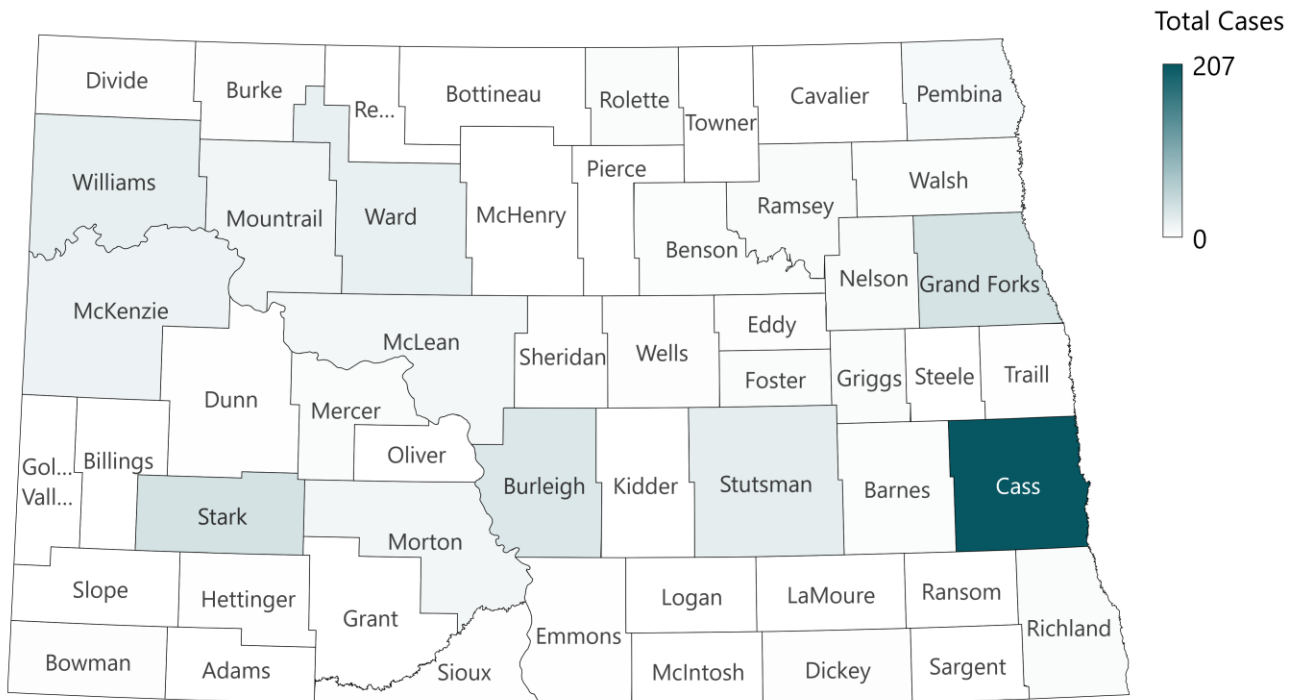 Total Cases
207
0
Divide
Burke
Re...
Bottineau
Rolette
Towner
Cavalier
Pembina
Williams
Mountrail
Ward
McHenry
Pierce
Benson
Ramsey
Walsh
Nelson
Grand Forks
McKenzie
McLean
Sheridan
Wells
Eddy
Foster
Griggs
Steele
Traill
Dunn
Mercer
Oliver
Gol...
Vall...
Billings
Stark
Burleigh
Kidder
Stutsman
Barnes
Cass
Morton
Slope
Hettinger
Grant
Logan
LaMoure
Ransom
Richland
Emmons
Bowman
Adams
Sioux
McIntosh
Dickey
Sargent